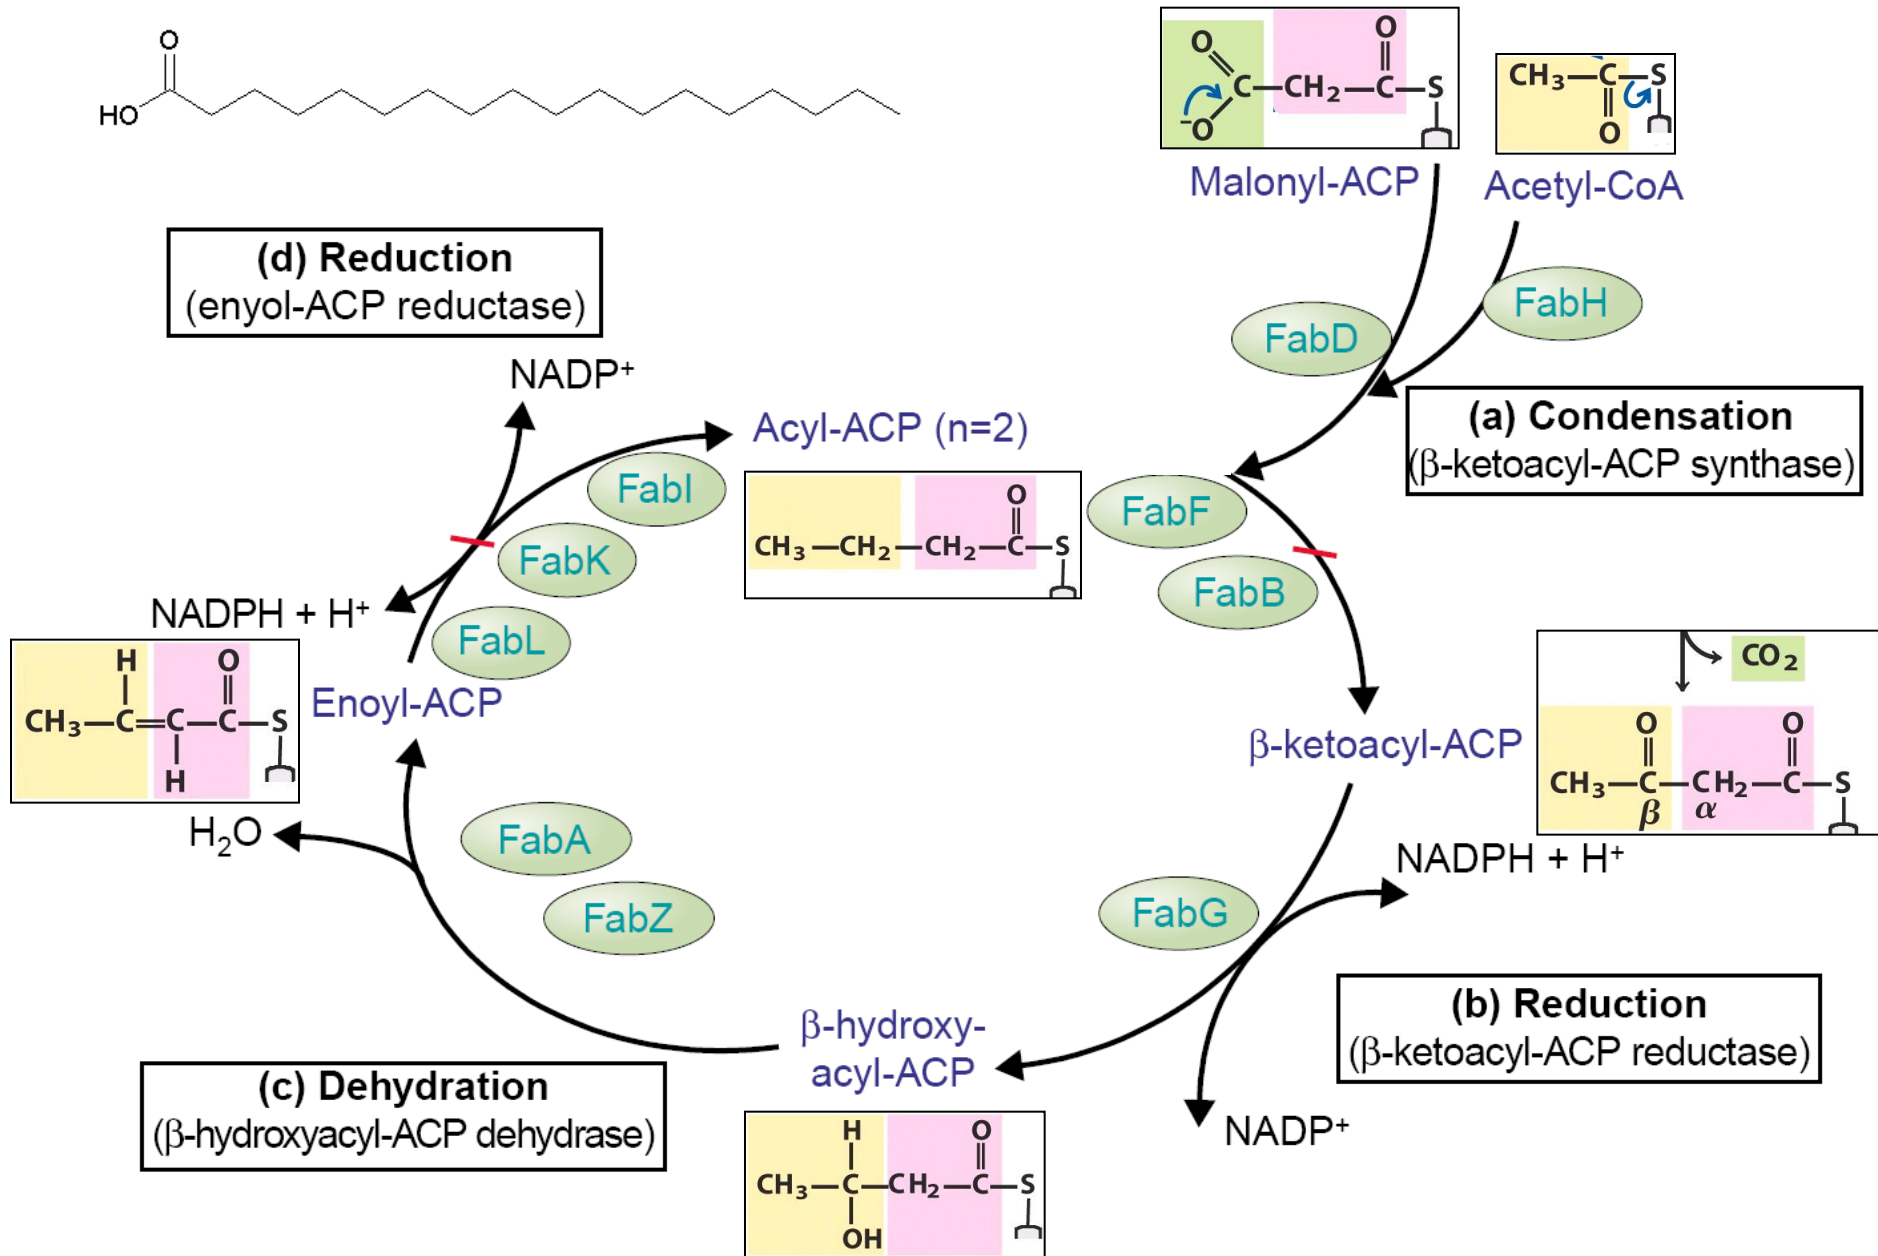 O
HO
O
C—CH₂—C—S
⁻O
O
Malonyl-ACP
CH₃—C—S
O
Acetyl-CoA
(d) Reduction
(enyol-ACP reductase)
FabH
FabD
NADP⁺
(a) Condensation
(β-ketoacyl-ACP synthase)
Acyl-ACP (n=2)
FabI
FabK
FabL
O
CH₃—CH₂—CH₂—C—S
FabF
FabB
NADPH + H⁺
H
O
CH₃—C=C—C—S
H
Enoyl-ACP
CO₂
β-ketoacyl-ACP
O
O
CH₃—C—CH₂—C—S
β
α
H₂O
FabA
FabZ
FabG
NADPH + H⁺
(b) Reduction
(β-ketoacyl-ACP reductase)
β-hydroxy-
acyl-ACP
(c) Dehydration
(β-hydroxyacyl-ACP dehydrase)
NADP⁺
H
O
CH₃—C—CH₂—C—S
OH